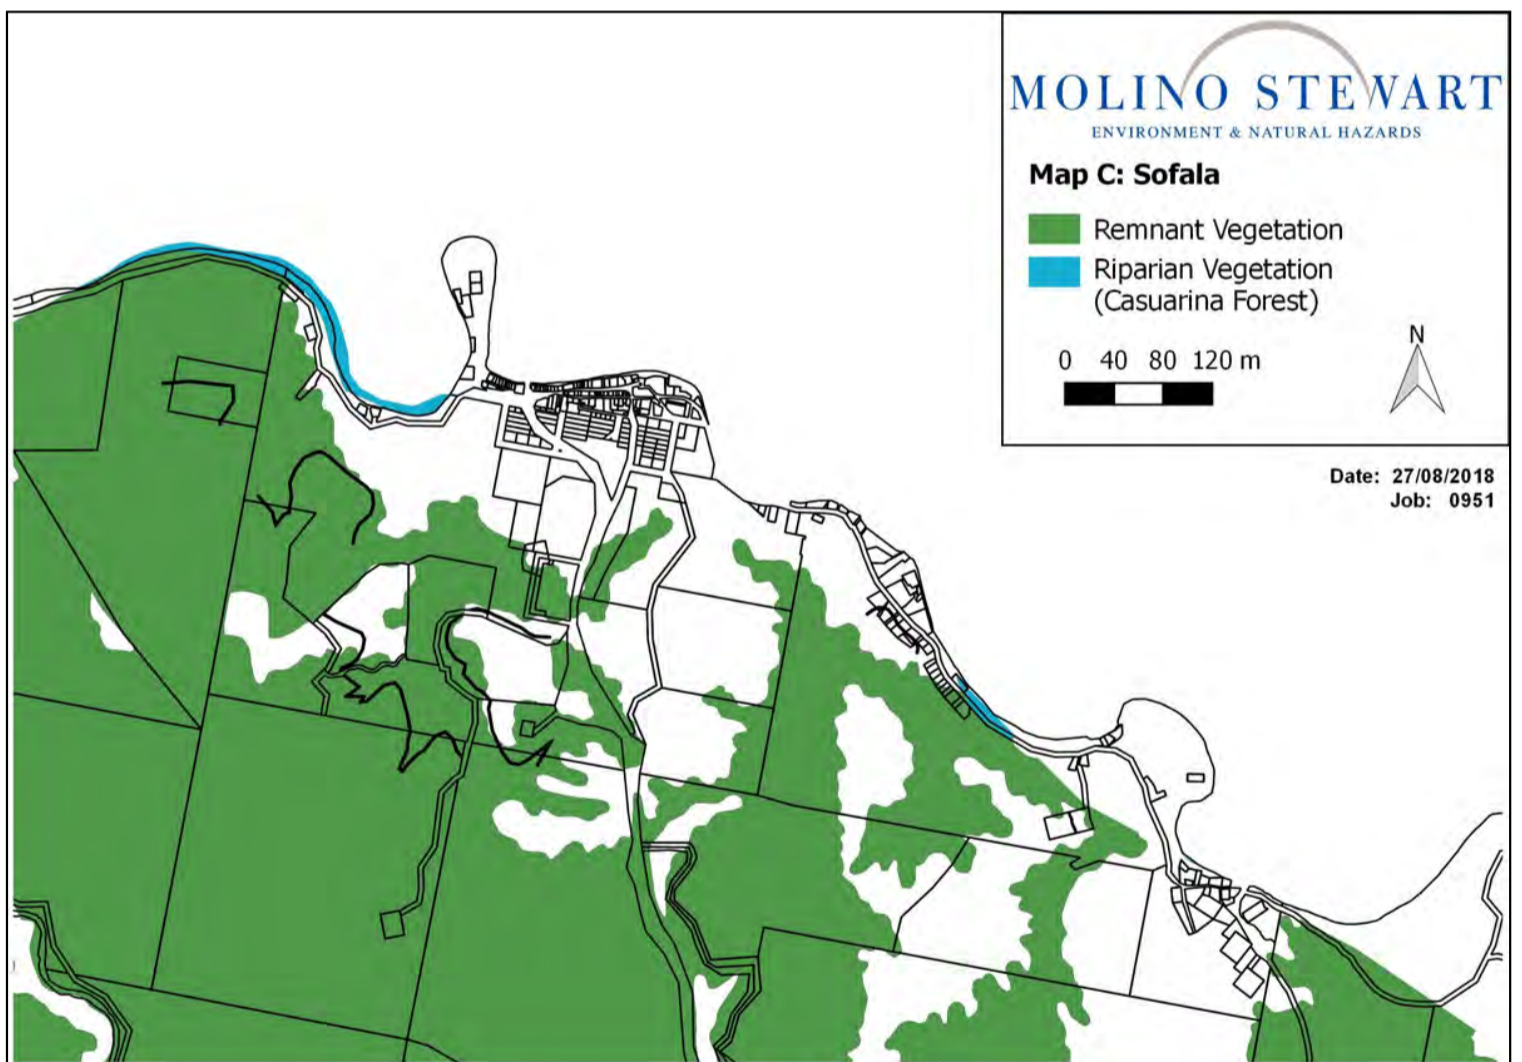 MOLINO STEWART
ENVIRONMENT & NATURAL HAZARDS
Map C: Sofala
Remnant Vegetation
Riparian Vegetation
(Casuarina Forest)
N
0 40 80 120 m
Date: 27/08/2018
Job: 0951